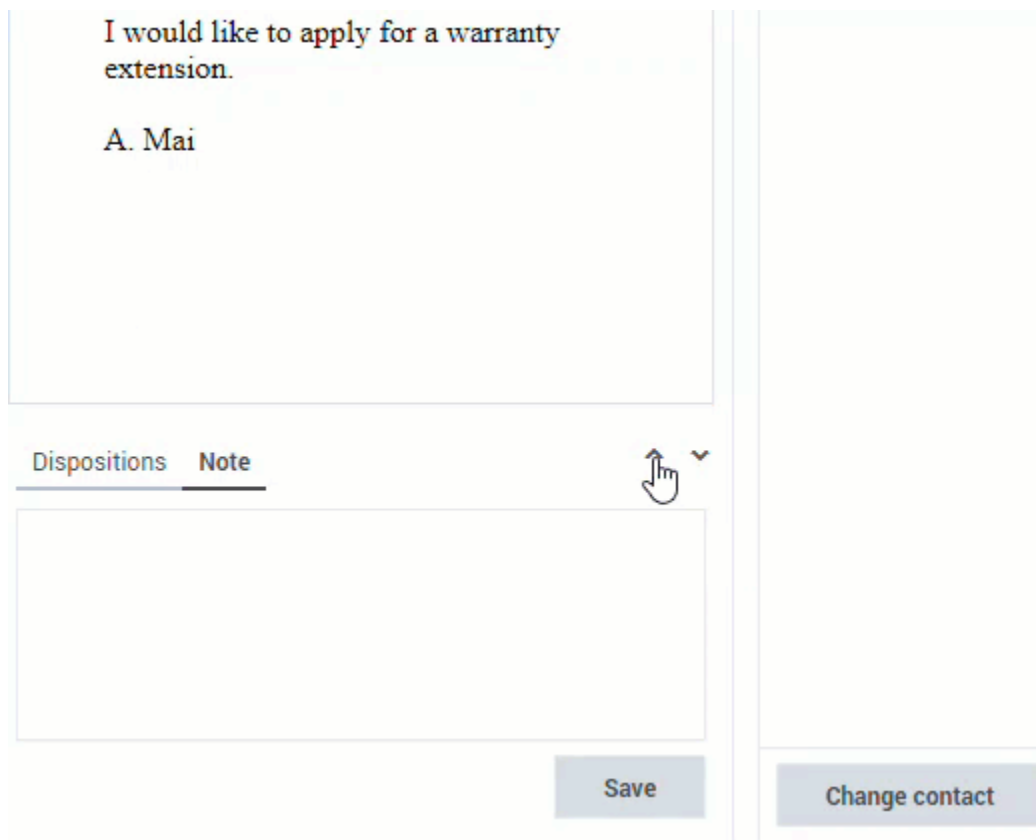 I would like to apply for a warranty
extension.
A. Mai
Dispositions Note
Save
Change contact